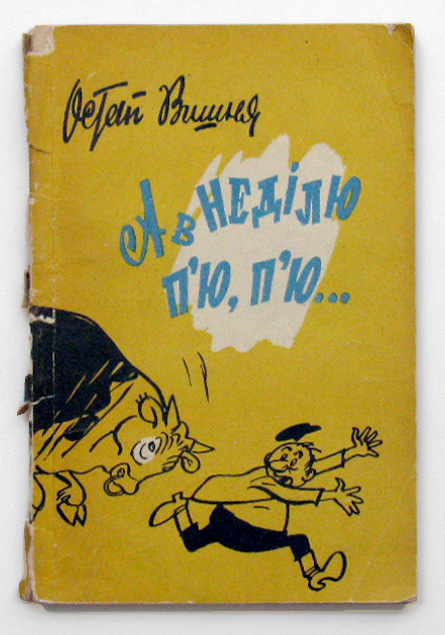 Остап Вишня
А в неділю
п'ю, п'ю...